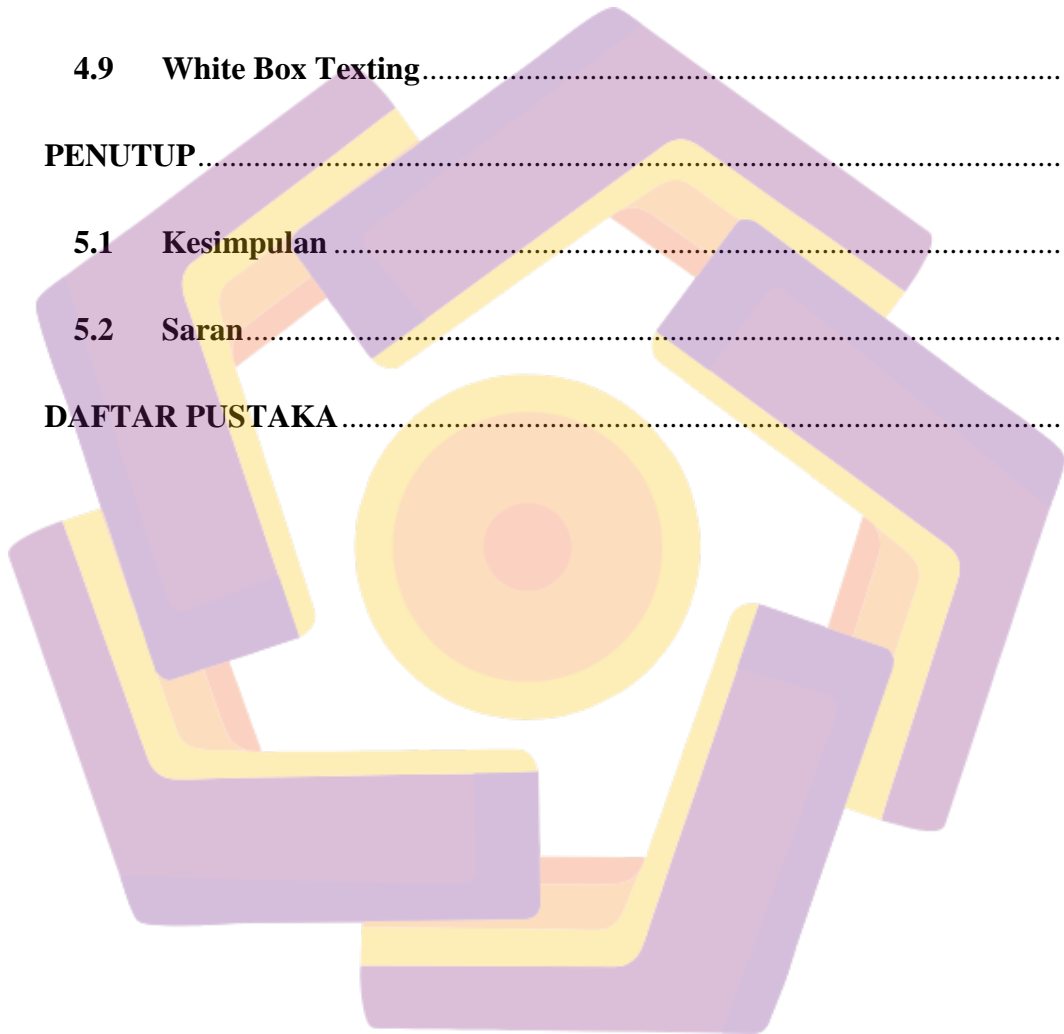 4.9 White Box Texting........................................................................
PENUTUP........................................................................
5.1 Kesimpulan........................................................................
5.2 Saran........................................................................
DAFTAR PUSTAKA........................................................................